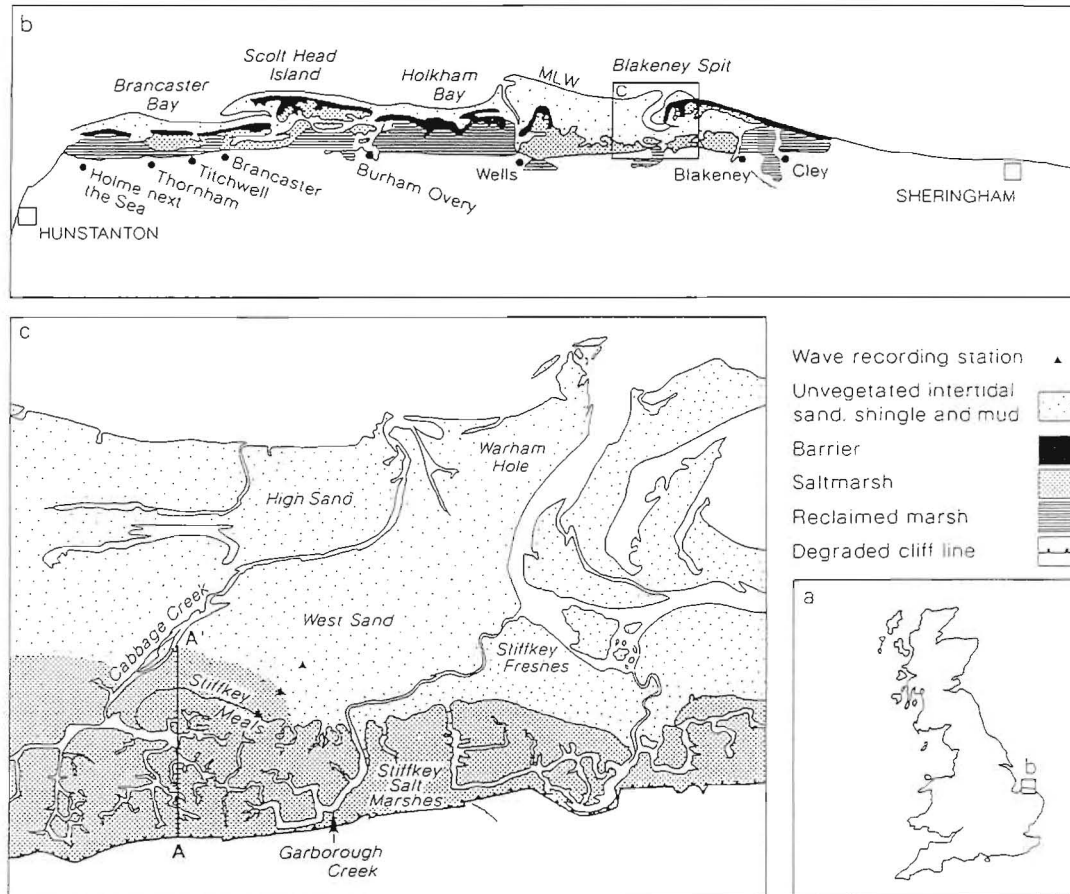 b
Scolt Head
Island
Brancaster
Bay
Holkham
Bay
MLW
Blakeney Spit
C
Holme next
the Sea
Thornham
Titchwell
Brancaster
Burham Overy
Wells
Blakeney
Cley
SHERINGHAM
HUNSTANTON
c
Warham
Hole
High Sand
Cabbage Creek
A'
West Sand
Stiffkey
Fresnes
Stiffkey
Meals
Stiffkey
Salt
Marshes
A
Garborough
Creek
Wave recording station
Unvegetated intertidal
sand, shingle and mud
Barrier
Saltmarsh
Reclaimed marsh
Degraded cliff line
a
b